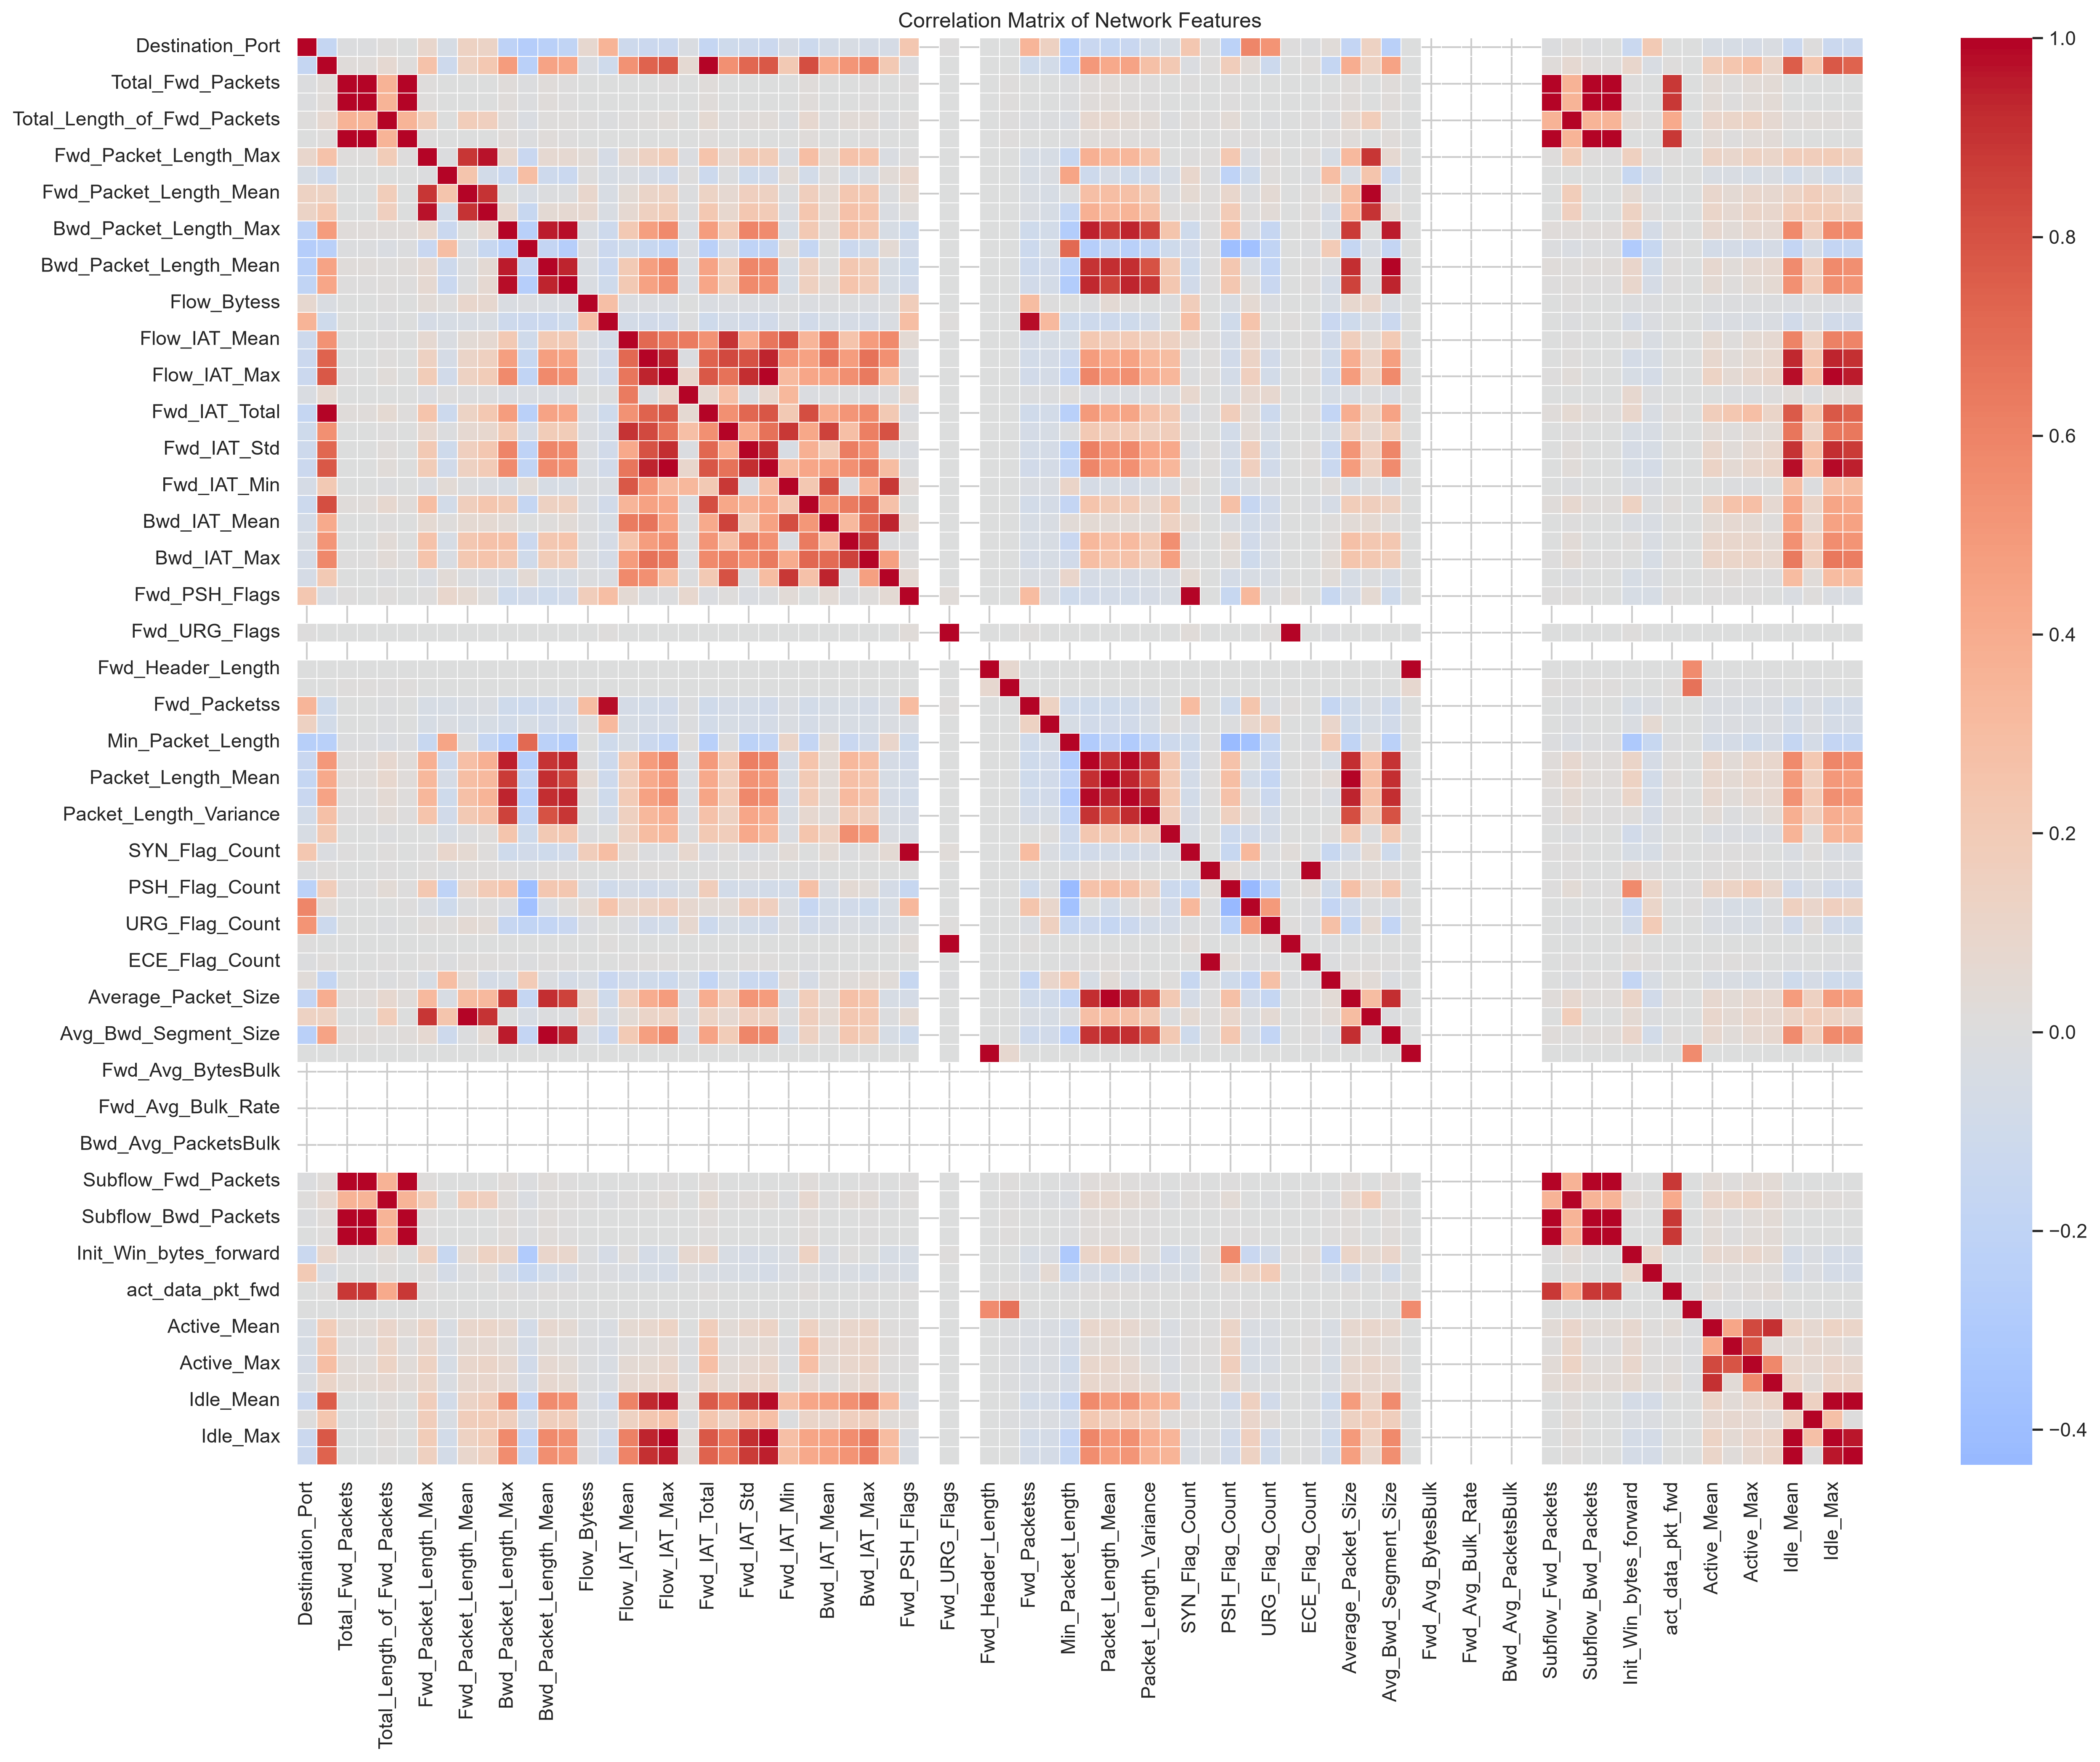 Correlation Matrix of Network Features
Destination_Port
Total_Fwd_Packets
Total_Length_of_Fwd_Packets
Fwd_Packet_Length_Max
Fwd_Packet_Length_Mean
Bwd_Packet_Length_Max
Bwd_Packet_Length_Mean
Flow_Bytess
Flow_IAT_Mean
Flow_IAT_Max
Fwd_IAT_Total
Fwd_IAT_Std
Fwd_IAT_Min
Bwd_IAT_Mean
Bwd_IAT_Max
Fwd_PSH_Flags
Fwd_URG_Flags
Fwd_Header_Length
Fwd_Packetss
Min_Packet_Length
Packet_Length_Mean
Packet_Length_Variance
SYN_Flag_Count
PSH_Flag_Count
URG_Flag_Count
ECE_Flag_Count
Average_Packet_Size
Avg_Bwd_Segment_Size
Fwd_Avg_BytesBulk
Fwd_Avg_Bulk_Rate
Bwd_Avg_PacketsBulk
Subflow_Fwd_Packets
Subflow_Bwd_Packets
Init_Win_bytes_forward
act_data_pkt_fwd
Active_Mean
Active_Max
Idle_Mean
Idle_Max
Destination_Port
Total_Fwd_Packets
Total_Length_of_Fwd_Packets
Fwd_Packet_Length_Max
Fwd_Packet_Length_Mean
Bwd_Packet_Length_Max
Bwd_Packet_Length_Mean
Flow_Bytess
Flow_IAT_Mean
Flow_IAT_Max
Fwd_IAT_Total
Fwd_IAT_Std
Fwd_IAT_Min
Bwd_IAT_Mean
Bwd_IAT_Max
Fwd_PSH_Flags
Fwd_URG_Flags
Fwd_Header_Length
Fwd_Packetss
Min_Packet_Length
Packet_Length_Mean
Packet_Length_Variance
SYN_Flag_Count
PSH_Flag_Count
URG_Flag_Count
ECE_Flag_Count
Average_Packet_Size
Avg_Bwd_Segment_Size
Fwd_Avg_BytesBulk
Fwd_Avg_Bulk_Rate
Bwd_Avg_PacketsBulk
Subflow_Fwd_Packets
Subflow_Bwd_Packets
Init_Win_bytes_forward
act_data_pkt_fwd
Active_Mean
Active_Max
Idle_Mean
Idle_Max
1.0
0.8
0.6
0.4
0.2
0.0
−0.2
−0.4